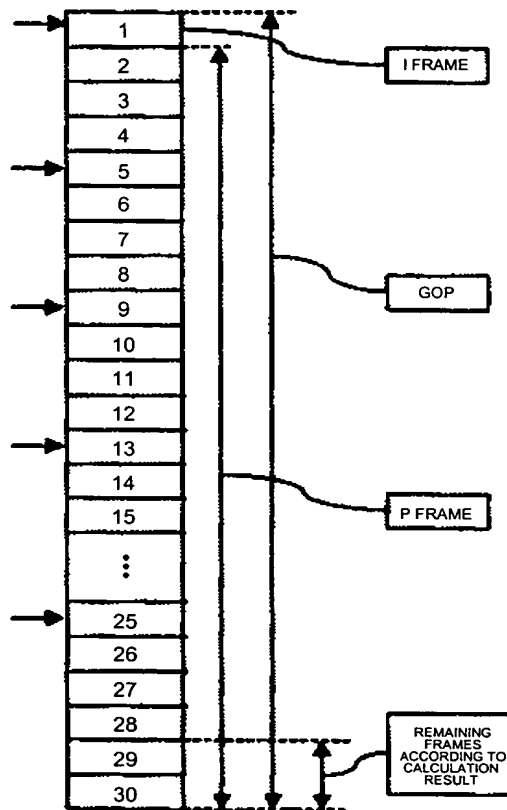 1
2
3
4
5
6
7
8
9
10
11
12
13
14
15
⋮
25
26
27
28
29
30
I FRAME
GOP
P FRAME
REMAINING
FRAMES
ACCORDING TO
CALCULATION
RESULT